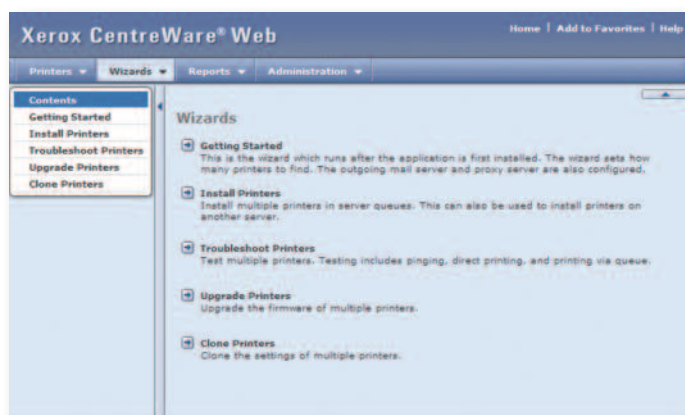 Xerox CentreWare® Web
Home | Add to Favorites | Help
Printers Wizards Reports Administration
Contents
Getting Started
Install Printers
Troubleshoot Printers
Upgrade Printers
Clone Printers
Wizards
Getting Started
This is the wizard which runs after the application is first installed. The wizard sets how
many printers to find. The outgoing mail server and proxy server are also configured.
Install Printers
Install multiple printers in server queues. This can also be used to install printers on
another server.
Troubleshoot Printers
Test multiple printers. Testing includes pinging, direct printing, and printing via queue.
Upgrade Printers
Upgrade the firmware of multiple printers.
Clone Printers
Clone the settings of multiple printers.